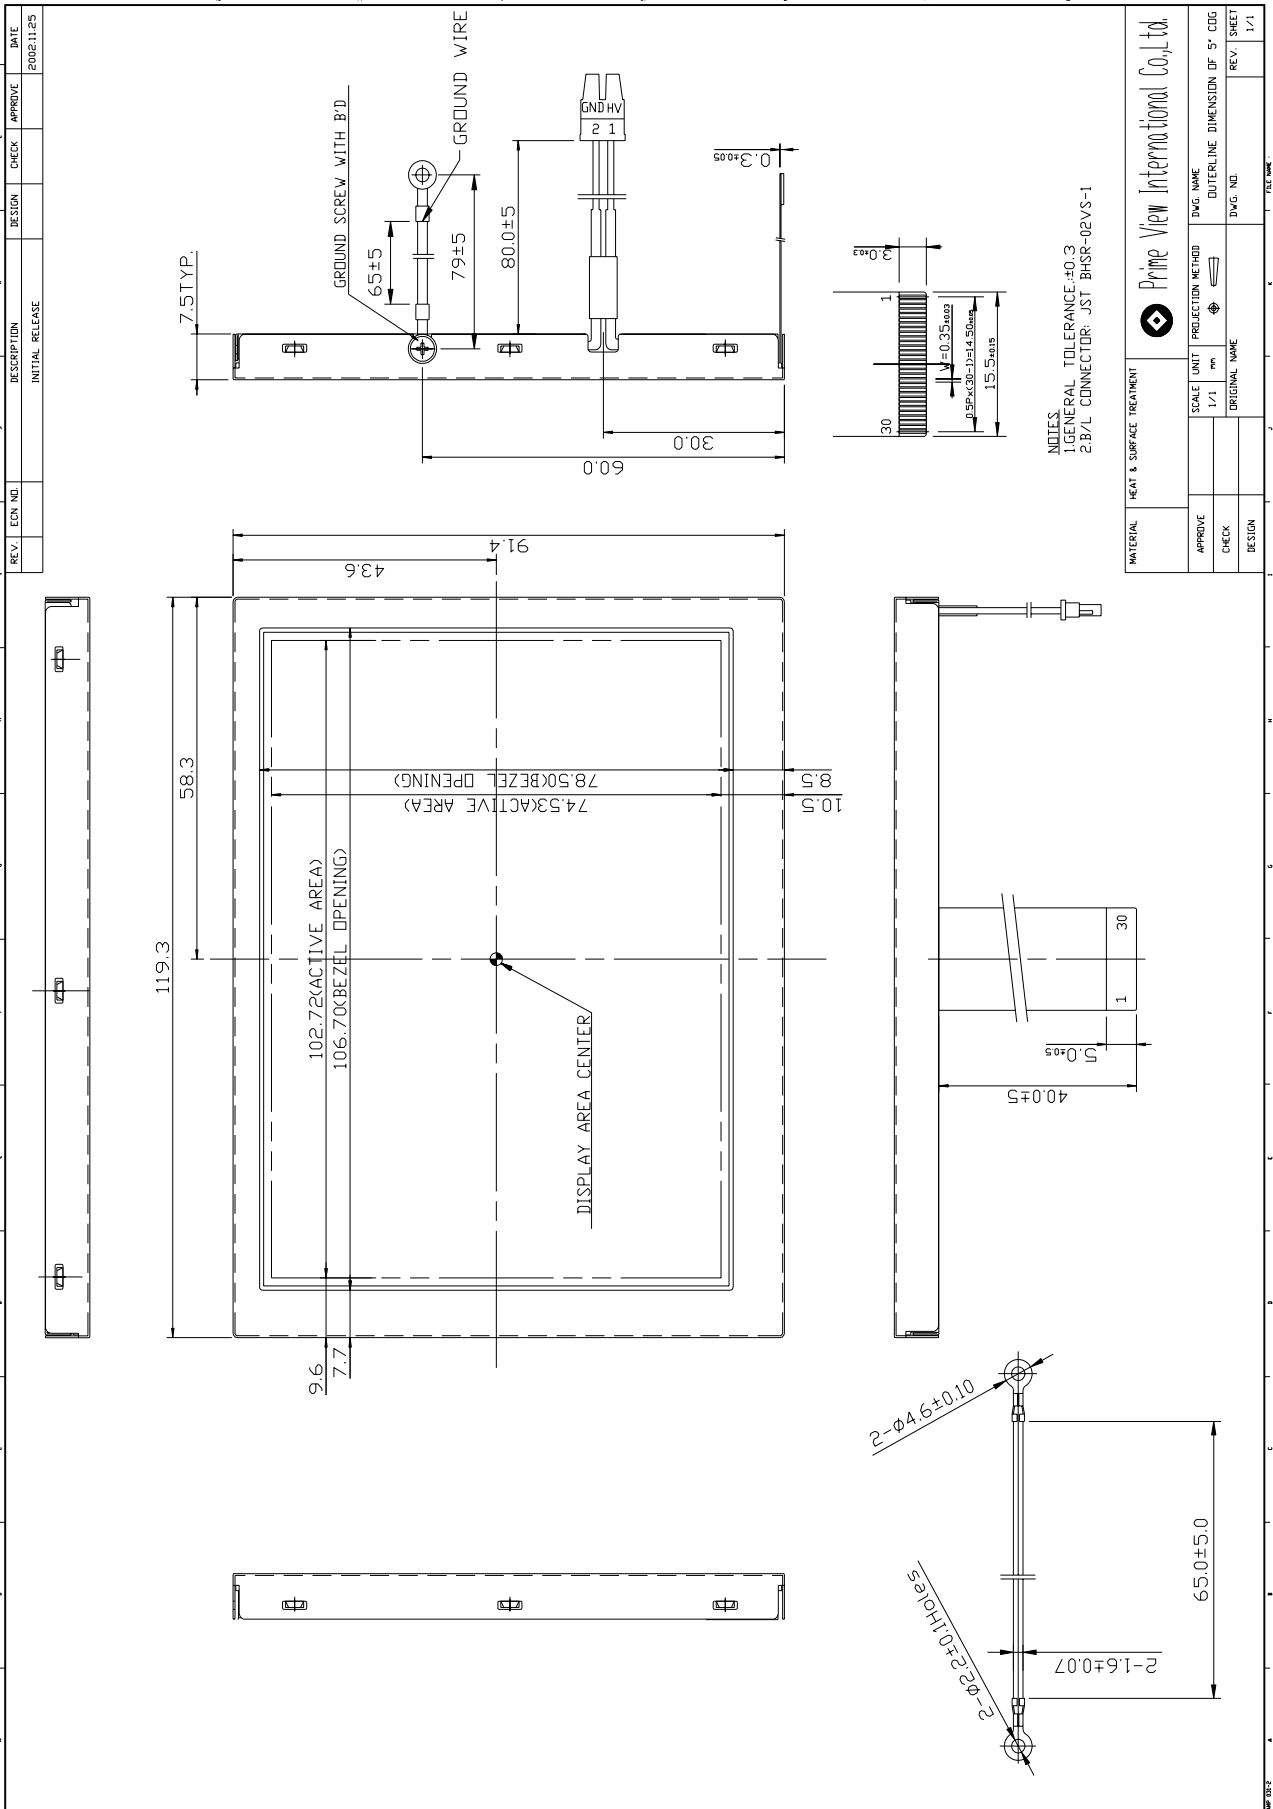 REV. ECN NO. DESCRIPTION DESIGN CHECK APPROVE DATE
INITIAL RELEASE 2002.11.25
7.5TYP.
GROUND SCREW WITH B'D
65±5
GROUND WIRE
79±5
80.0±5
GND HV
2 1
0.3±0.05
30.0
60.0
3.0±0.3
30 1
W=0.35±0.03
0.5Px(30-1)=14.50±0.05
15.5±0.15
NOTES
1.GENERAL TOLERANCE:±0.3
2.B/L CONNECTOR: JST BHSR-02VS-1
119.3
58.3
91.4
43.6
102.72(ACTIVE AREA)
106.70(BEZEL OPENING)
78.50(BEZEL OPENING)
74.53(ACTIVE AREA)
8.5
10.5
9.6
7.7
DISPLAY AREA CENTER
1 30
5.0±0.5
40.0±5
2-Ø4.6±0.10
2-Ø2.2±0.1Holes
65.0±5.0
2-1.6±0.07
MATERIAL HEAT & SURFACE TREATMENT
Prime View International Co.,Ltd.
APPROVE
CHECK
DESIGN
SCALE UNIT PROJECTION METHOD
1/1 mm
DWG. NAME
OUTERLINE DIMENSION OF 5" COG
ORIGINAL NAME
DWG. NO.
REV. SHEET
1/1
FILE NAME :